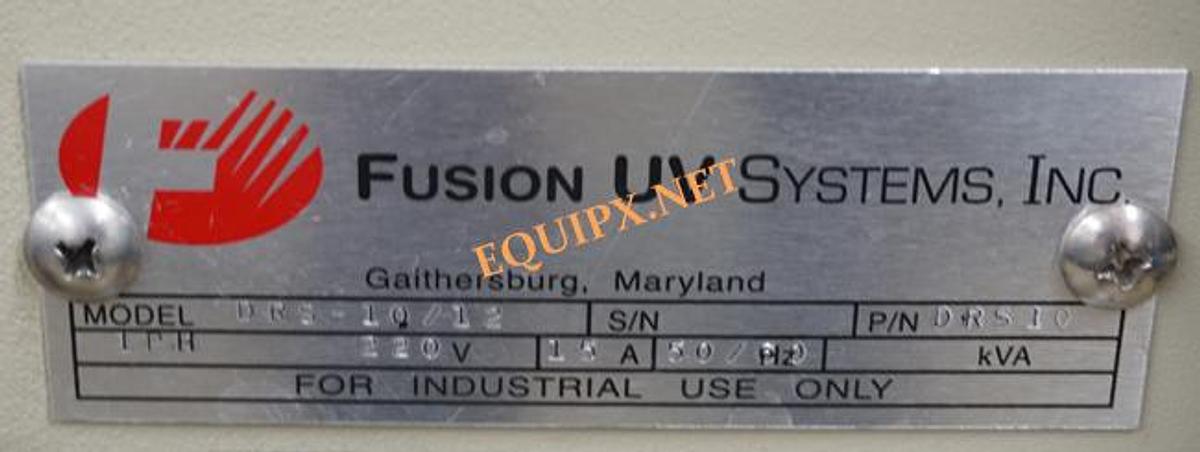 FUSION UV SYSTEMS, INC.
EQUIPX.NET
Gaithersburg, Maryland
MODEL DRS-10/12 S/N P/N DRS10
1PH 220 V 15 A 50/60 Hz kVA
FOR INDUSTRIAL USE ONLY